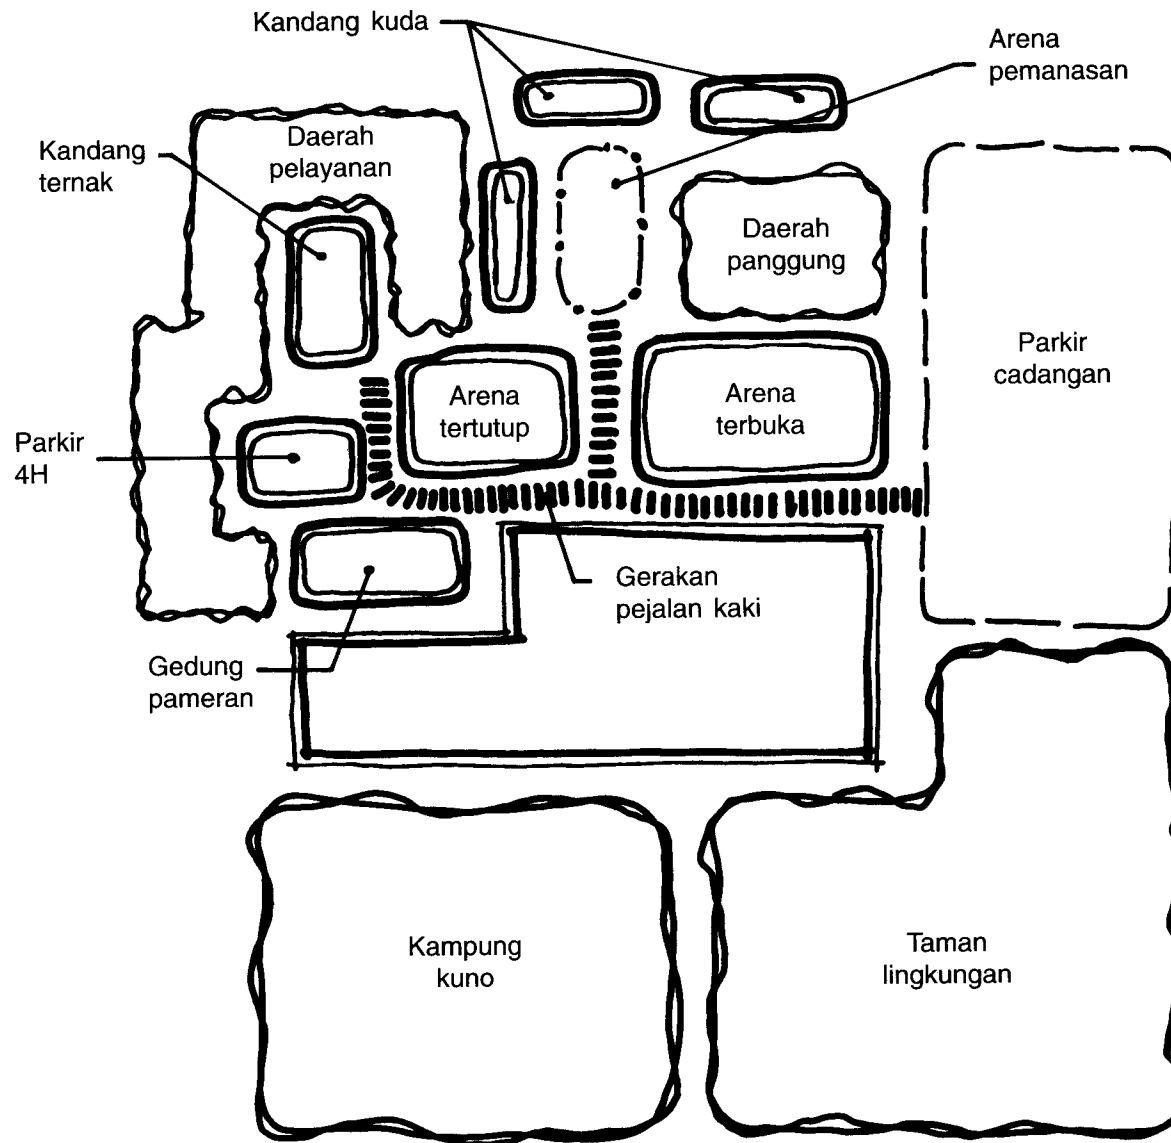 Kandang kuda
Arena
pemanasan
Daerah
pelayanan
Kandang
ternak
Daerah
panggung
Parkir
cadangan
Arena
tertutup
Arena
terbuka
Parkir
4H
Gerakan
pejalan kaki
Gedung
pameran
Kampung
kuno
Taman
lingkungan